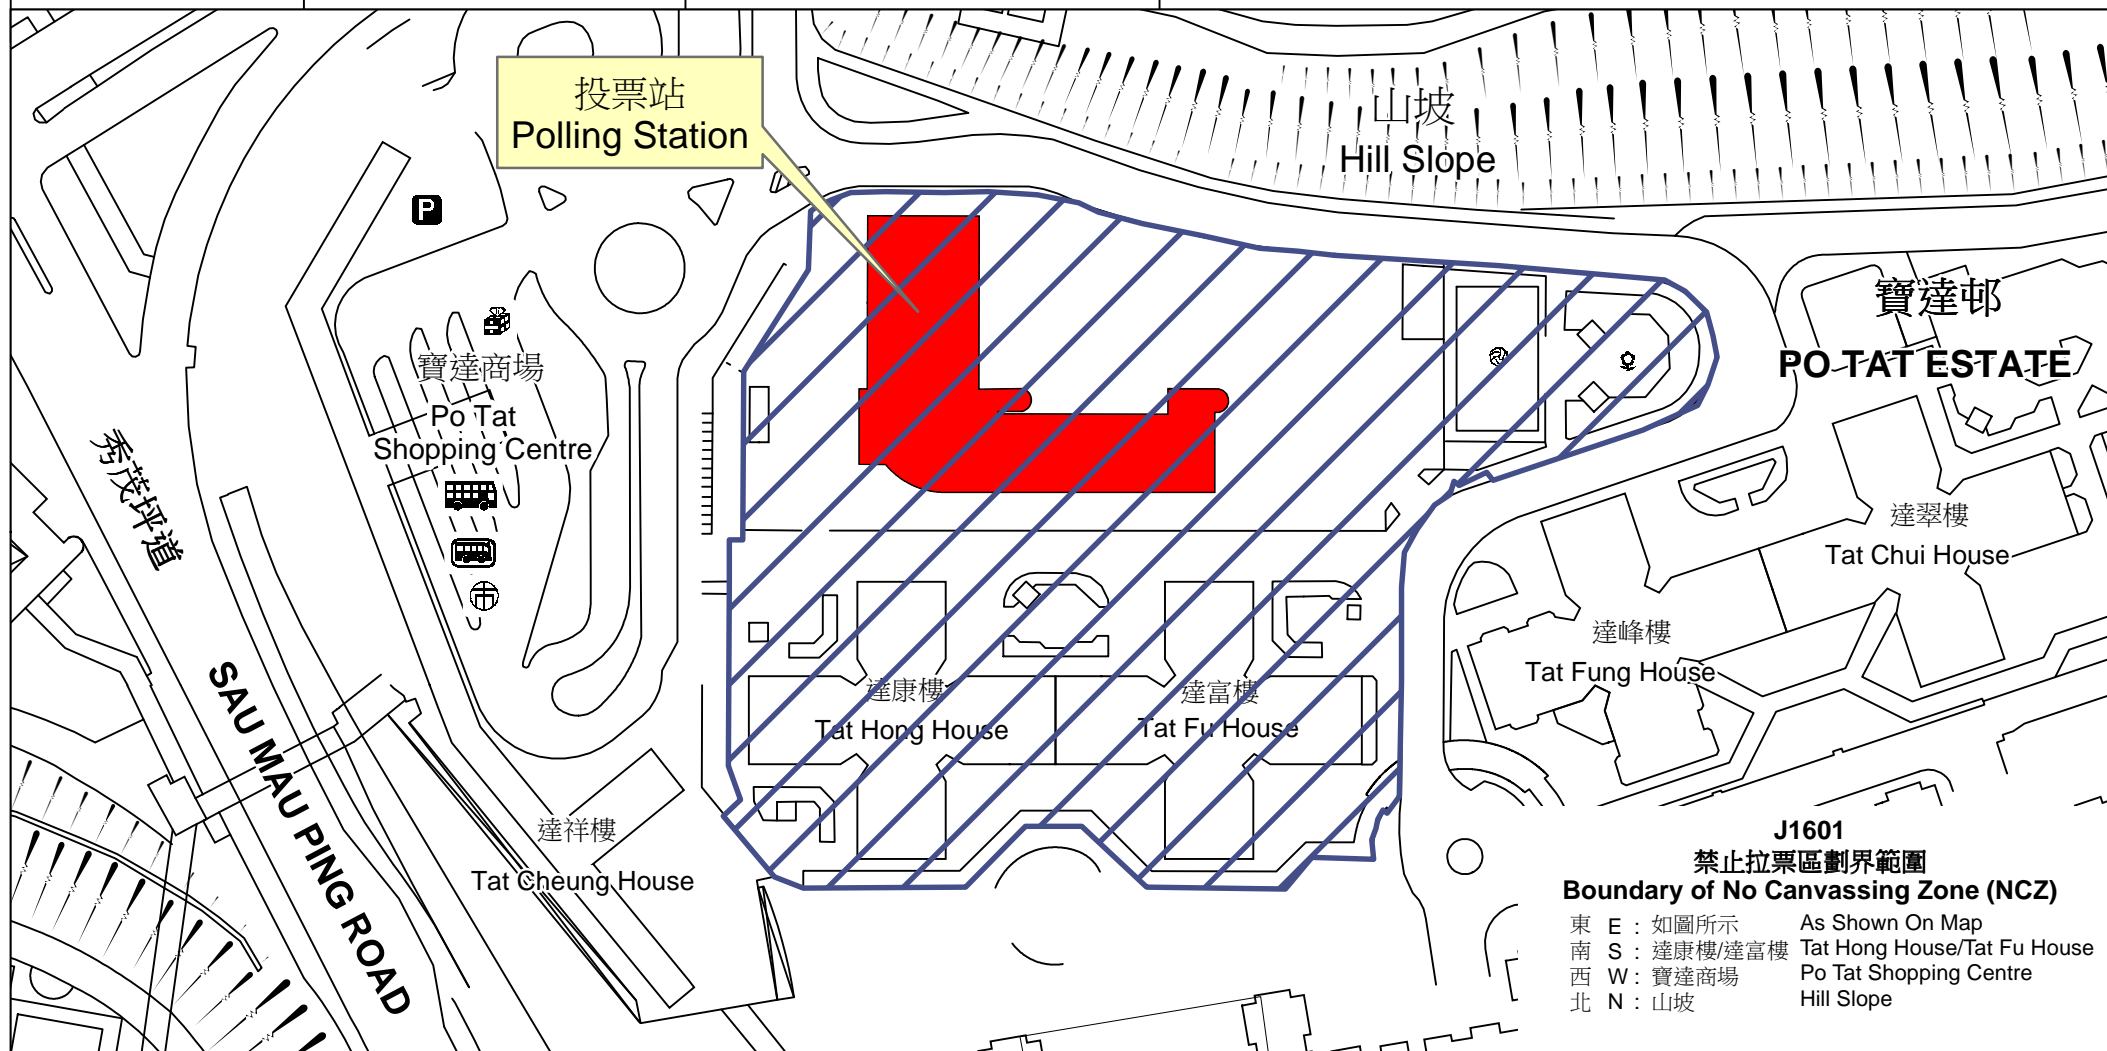 投票站
Polling Station
山坡
Hill Slope
P
寶達邨
PO TAT ESTATE
寶達商場
Po Tat
Shopping Centre
秀茂坪道
SAU MAU PING ROAD
達翠樓
Tat Chui House
達峰樓
Tat Fung House
達康樓
Tat Hong House
達富樓
Tat Fu House
達祥樓
Tat Cheung House
J1601
禁止拉票區劃界範圍
Boundary of No Canvassing Zone (NCZ)
東 E : 如圖所示 As Shown On Map
南 S : 達康樓/達富樓 Tat Hong House/Tat Fu House
西 W : 寶達商場 Po Tat Shopping Centre
北 N : 山坡 Hill Slope